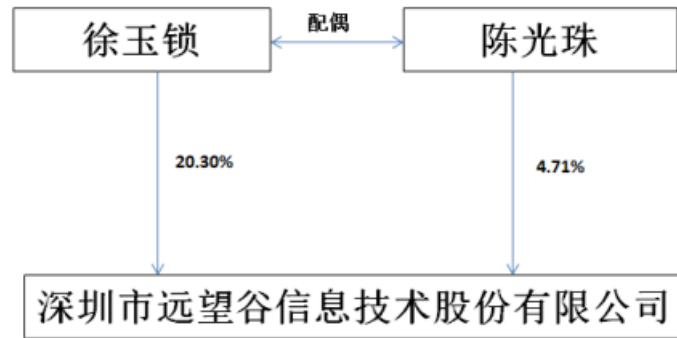 徐玉锁
配偶
陈光珠
20.30%
4.71%
深圳市远望谷信息技术股份有限公司